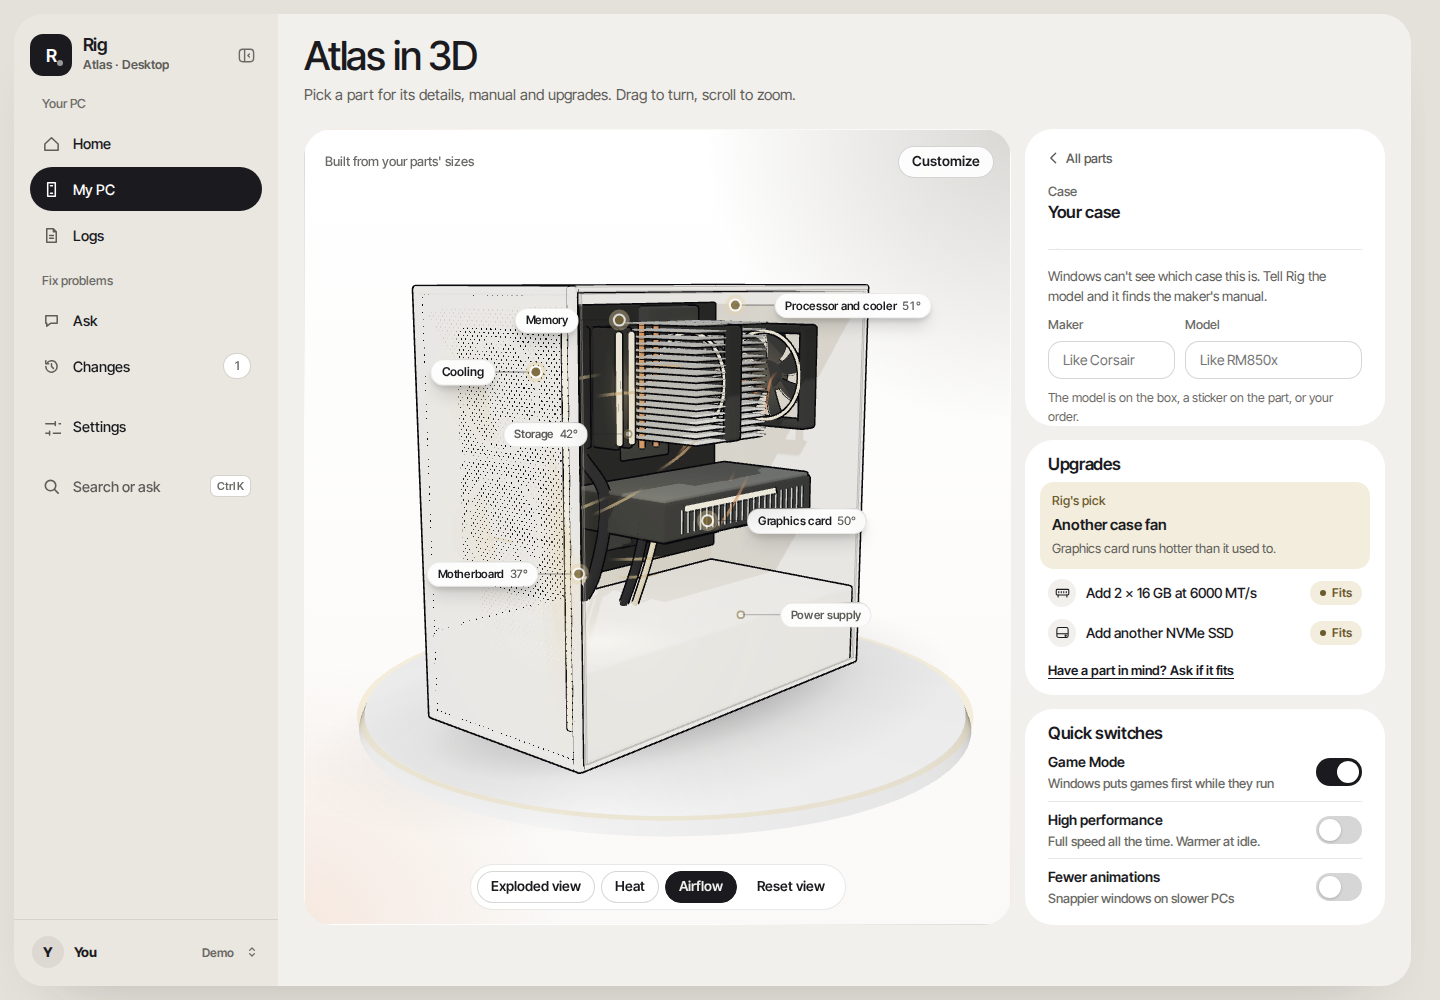 R
Rig
Atlas · Desktop
Your PC
Home
My PC
Logs
Fix problems
Ask
Changes 1
Settings
Search or ask Ctrl K
Y You Demo
Atlas in 3D
Pick a part for its details, manual and upgrades. Drag to turn, scroll to zoom.
Built from your parts' sizes
Customize
Processor and cooler 51°
Memory
Cooling
Storage 42°
Graphics card 50°
Motherboard 37°
Power supply
Exploded view Heat Airflow Reset view
All parts
Case
Your case
Windows can't see which case this is. Tell Rig the
model and it finds the maker's manual.
Maker Model
Like Corsair Like RM850x
The model is on the box, a sticker on the part, or your
order.
Upgrades
Rig's pick
Another case fan
Graphics card runs hotter than it used to.
Add 2 × 16 GB at 6000 MT/s Fits
Add another NVMe SSD Fits
Have a part in mind? Ask if it fits
Quick switches
Game Mode
Windows puts games first while they run
High performance
Full speed all the time. Warmer at idle.
Fewer animations
Snappier windows on slower PCs